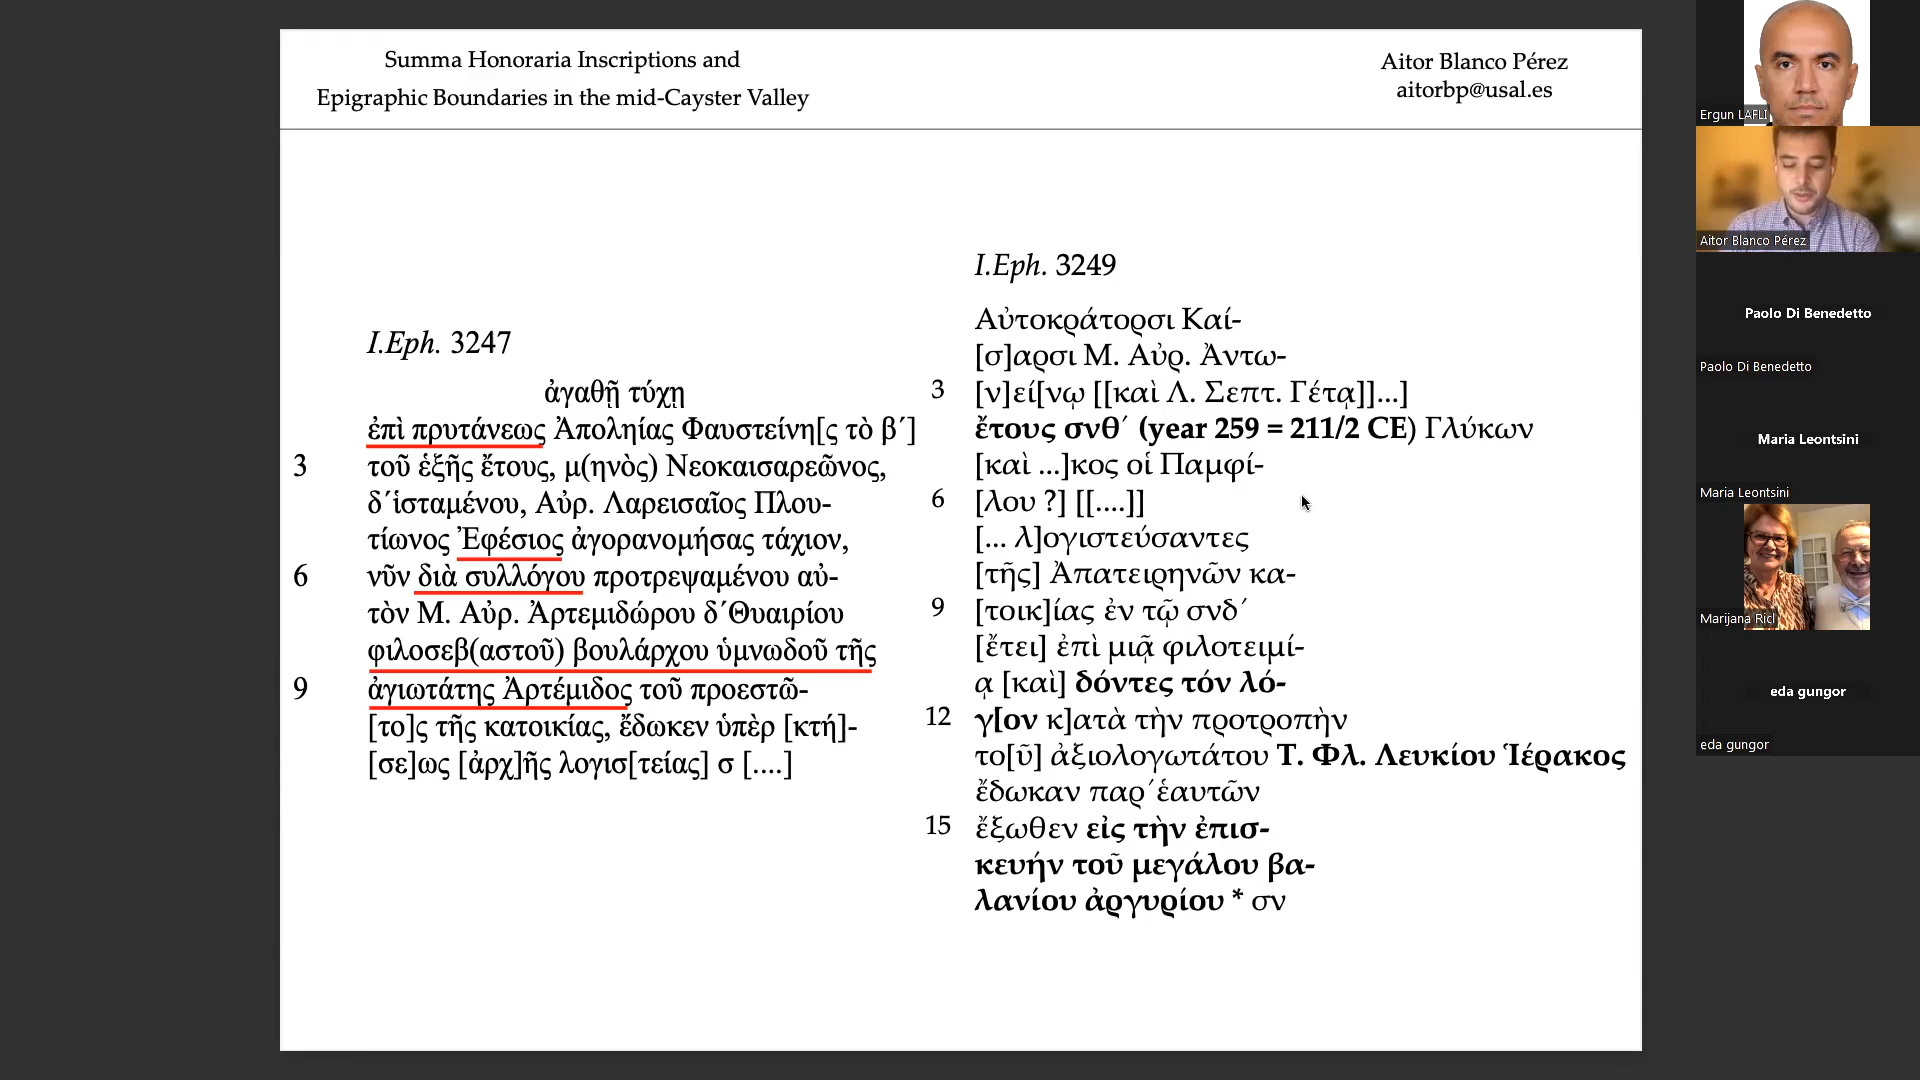 Summa Honoraria Inscriptions and
Epigraphic Boundaries in the mid-Cayster Valley
Aitor Blanco Pérez
aitorbp@usal.es
I.Eph. 3247
ἀγαθῇ τύχῃ
ἐπὶ πρυτάνεως Ἀποληίας Φαυστείνη[ς τὸ β´]
3 τοῦ ἑξῆς ἔτους, μ(ηνὸς) Νεοκαισαρεῶνος,
δ´ἱσταμένου, Αὐρ. Λαρεισαῖος Πλου-
τίωνος Ἐφέσιος ἀγορανομήσας τάχιον,
6 νῦν διὰ συλλόγου προτρεψαμένου αὐ-
τὸν Μ. Αὐρ. Ἀρτεμιδώρου δ´Θυαιρίου
φιλοσεβ(αστοῦ) βουλάρχου ὑμνωδοῦ τῆς
9 ἁγιωτάτης Ἀρτέμιδος τοῦ προεστῶ-
[το]ς τῆς κατοικίας, ἔδωκεν ὑπὲρ [κτή]-
[σε]ως [ἀρχ]ῆς λογισ[τείας] σ [....]
I.Eph. 3249
Αὐτοκράτορσι Καί-
[σ]αρσι Μ. Αὐρ. Ἀντω-
3 [ν]εί[νῳ [[καὶ Λ. Σεπτ. Γέτᾳ]]...]
ἔτους σνθ´ (year 259 = 211/2 CE) Γλύκων
[καὶ ...]κος οἱ Παμφί-
6 [λου ?] [[....]]
[... λ]ογιστεύσαντες
[τῆς] Ἀπατειρηνῶν κα-
9 [τοικ]ίας ἐν τῷ σνδ´
[ἔτει] ἐπὶ μιᾷ φιλοτειμί-
ᾳ [καὶ] δόντες τόν λό-
12 γ[ον κ]ατὰ τὴν προτροπὴν
το[ῦ] ἀξιολογωτάτου Τ. Φλ. Λευκίου Ἱέρακος
ἔδωκαν παρ´ἑαυτῶν
15 ἔξωθεν εἰς τὴν ἐπισ-
κευήν τοῦ μεγάλου βα-
λανίου ἀργυρίου * σν
Ergun LAFLI
Aitor Blanco Pérez
Paolo Di Benedetto
Paolo Di Benedetto
Maria Leontsini
Maria Leontsini
Marijana Ricl
eda gungor
eda gungor